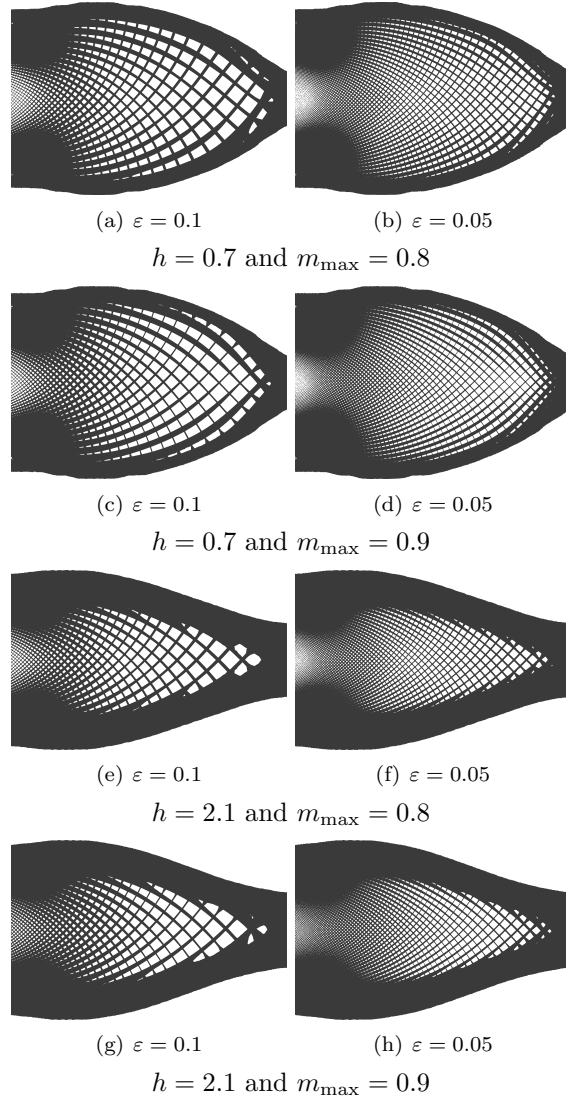 (a) ε = 0.1 (b) ε = 0.05
h = 0.7 and m_max = 0.8
(c) ε = 0.1 (d) ε = 0.05
h = 0.7 and m_max = 0.9
(e) ε = 0.1 (f) ε = 0.05
h = 2.1 and m_max = 0.8
(g) ε = 0.1 (h) ε = 0.05
h = 2.1 and m_max = 0.9